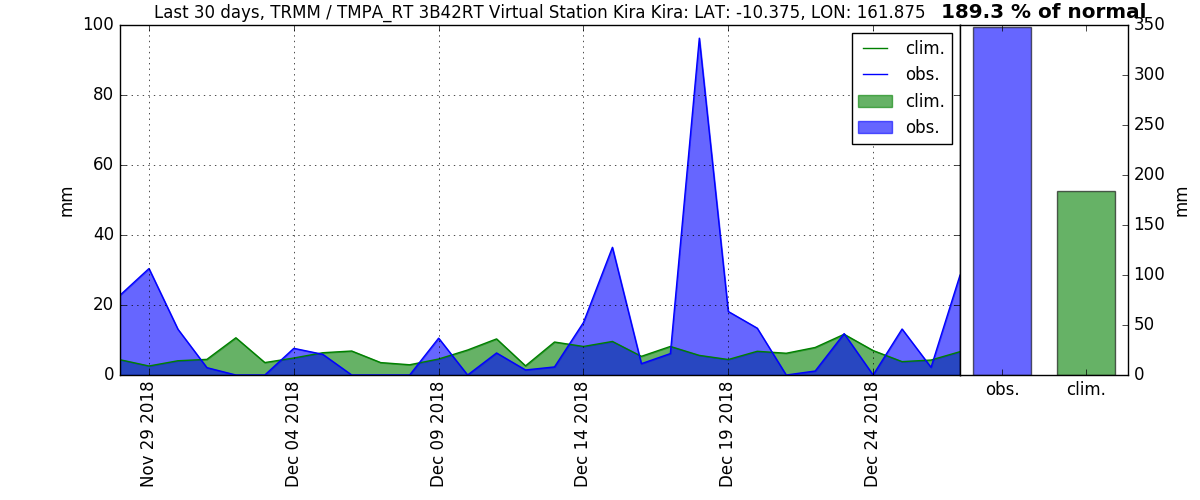 Last 30 days, TRMM / TMPA_RT 3B42RT Virtual Station Kira Kira: LAT: -10.375, LON: 161.875
189.3 % of normal
mm
100
80
60
40
20
0
clim.
obs.
clim.
obs.
Nov 29 2018
Dec 04 2018
Dec 09 2018
Dec 14 2018
Dec 19 2018
Dec 24 2018
350
300
250
200
150
100
50
0
mm
obs.
clim.